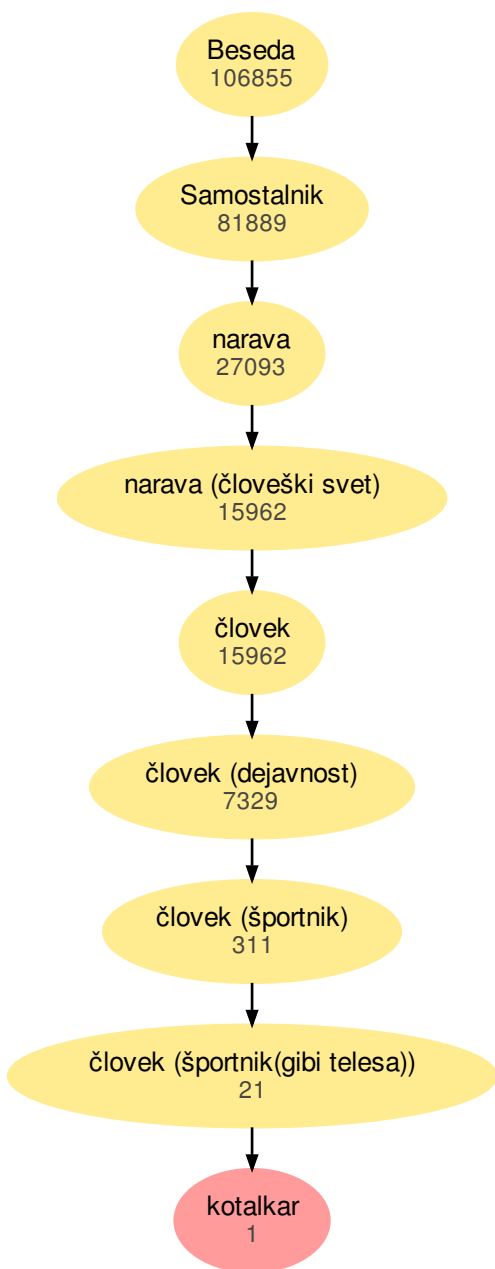 Beseda
106855
Samostalnik
81889
narava
27093
narava (človeški svet)
15962
človek
15962
človek (dejavnost)
7329
človek (športnik)
311
človek (športnik(gibi telesa))
21
kotalkar
1